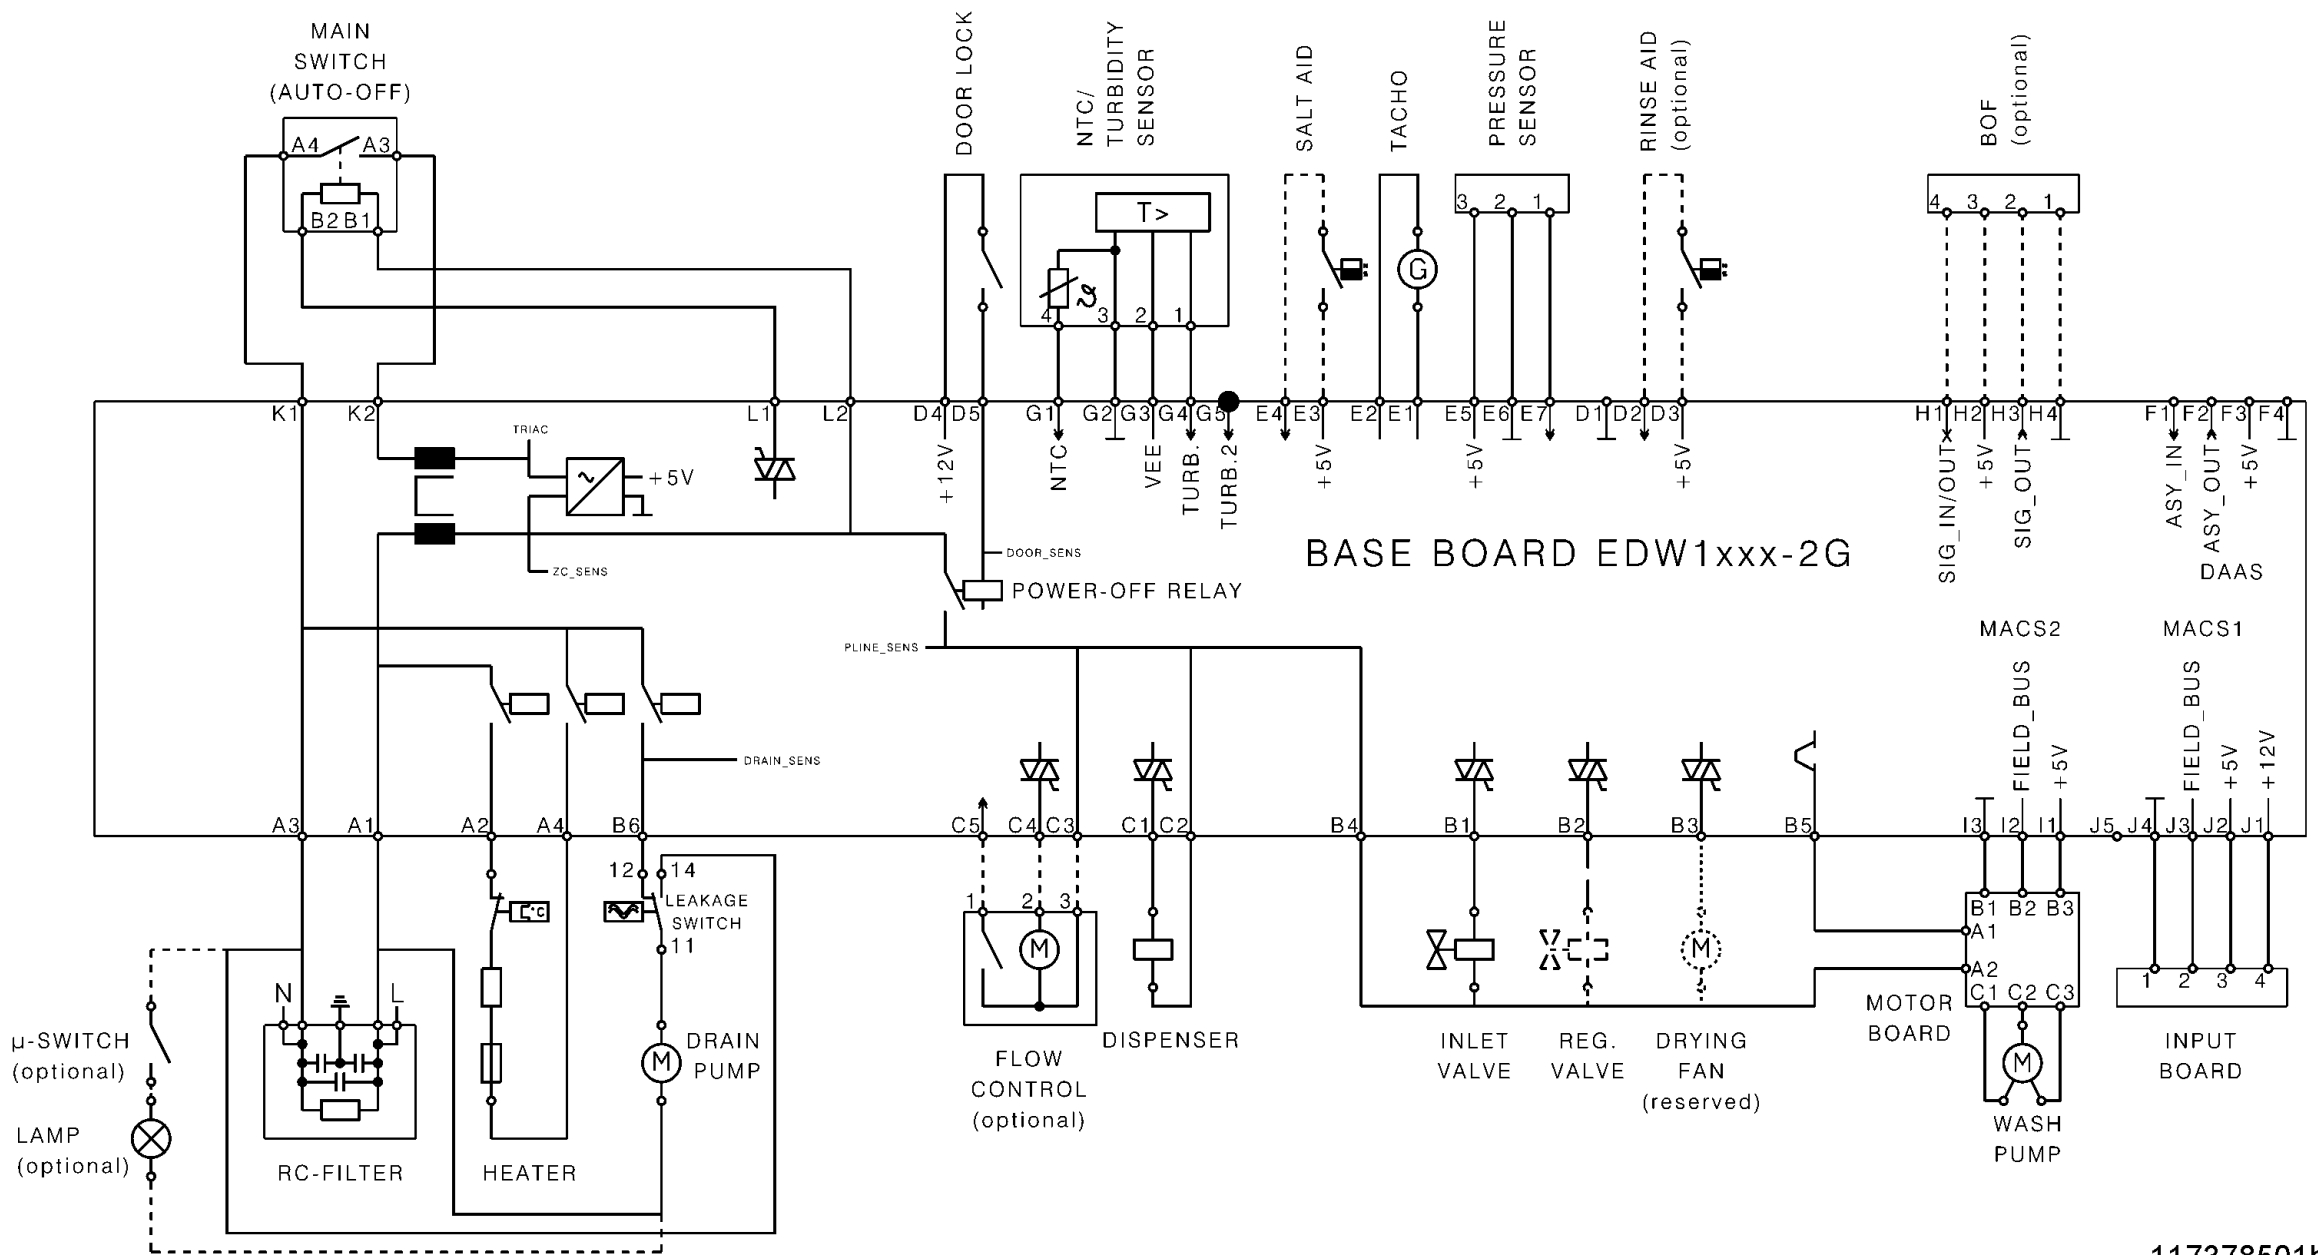 MAIN
SWITCH
(AUTO-OFF)
A4
A3
B2
B1
DOOR LOCK
NTC/
TURBIDITY
SENSOR
T>
4
3
2
1
SALT AID
TACHO
G
PRESSURE
SENSOR
3
2
1
RINSE AID
(optional)
BOF
(optional)
4
3
2
1
K1
K2
L1
L2
D4
D5
G1
G2
G3
G4
G5
E4
E3
E2
E1
E5
E6
E7
D1
D2
D3
H1
H2
H3
H4
F1
F2
F3
F4
TRIAC
+5V
ZC_SENS
+12V
NTC
VEE
TURB.
TURB.2
+5V
+5V
+5V
SIG_IN/OUT
+5V
SIG_OUT
ASY_IN
ASY_OUT
+5V
DAAS
BASE BOARD EDW1xxx-2G
DOOR_SENS
POWER-OFF RELAY
PLINE_SENS
DRAIN_SENS
MACS2
MACS1
FIELD_BUS
+5V
FIELD_BUS
+5V
+12V
A3
A1
A2
A4
B6
C5
C4
C3
C1
C2
B4
B1
B2
B3
B5
I3
I2
I1
J5
J4
J3
J2
J1
12
14
LEAKAGE
SWITCH
11
°C
1
2
3
M
M
B1
B2
B3
A1
A2
C1
C2
C3
1
2
3
4
N
L
µ-SWITCH
(optional)
LAMP
(optional)
RC-FILTER
HEATER
M
DRAIN
PUMP
FLOW
CONTROL
(optional)
DISPENSER
INLET
VALVE
REG.
VALVE
DRYING
FAN
(reserved)
MOTOR
BOARD
M
WASH
PUMP
INPUT
BOARD